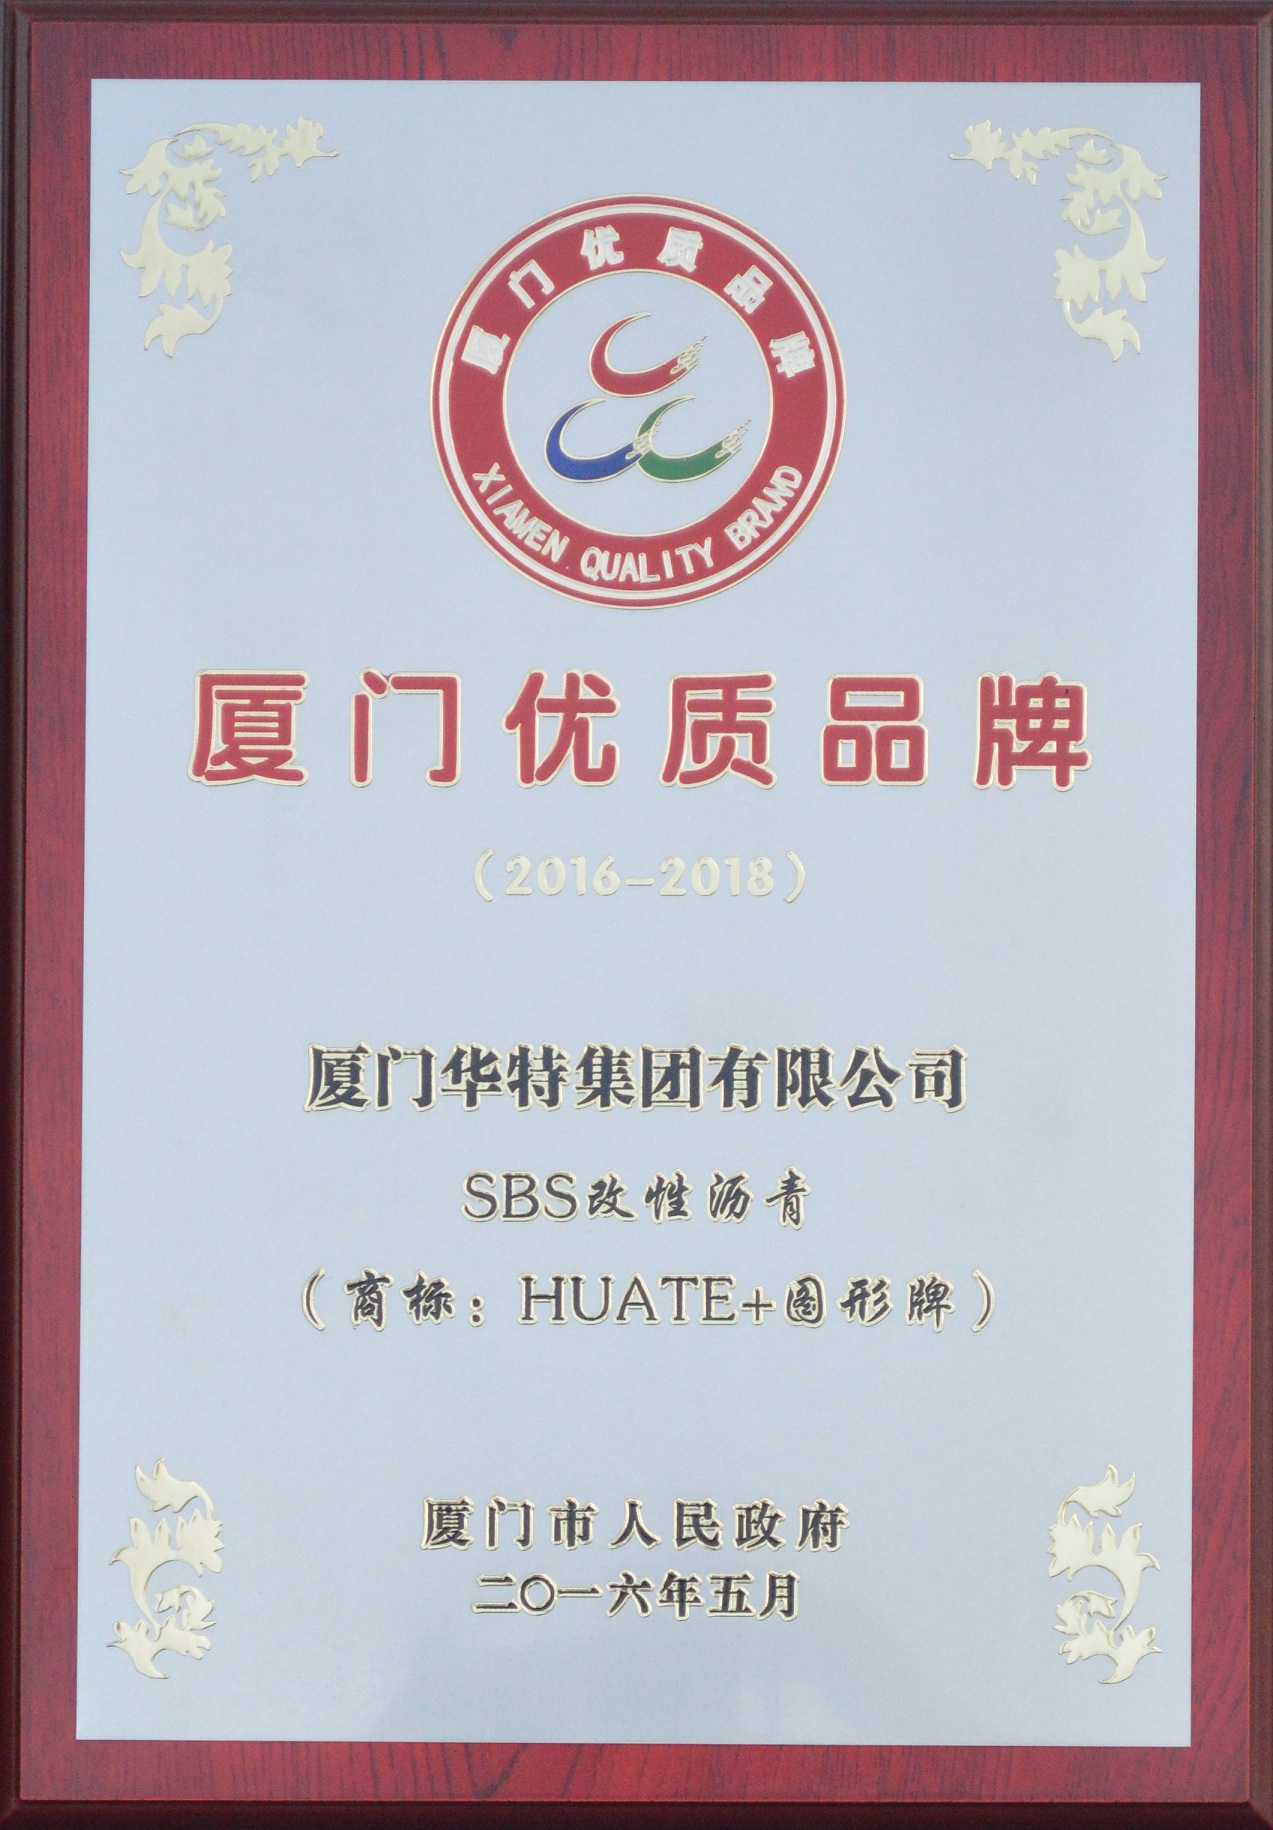 厦门优质品牌
XIAMEN QUALITY BRAND
厦门优质品牌
（2016-2018）
厦门华特集团有限公司
SBS改性沥青
（商标：HUATE+图形牌）
厦门市人民政府
二〇一六年五月